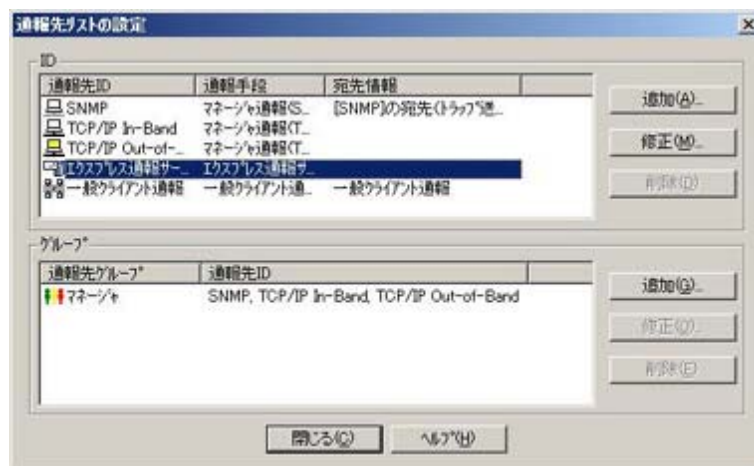 通報先リストの設定
ID
通報先ID 通報手段 宛先情報
SNMP マネージャ通報(S... [SNMP]の宛先(トラップ送...
TCP/IP In-Band マネージャ通報(T...
TCP/IP Out-of-... マネージャ通報(T...
エクスプレス通報サー... エクスプレス通報サ...
一般クライアント通報 一般クライアント通... 一般クライアント通報
追加(A)...
修正(M)...
削除(D)
グループ
通報先グループ 通報先ID
マネージャ SNMP, TCP/IP In-Band, TCP/IP Out-of-Band
追加(G)...
修正(O)...
削除(E)
閉じる(C) ヘルプ(H)